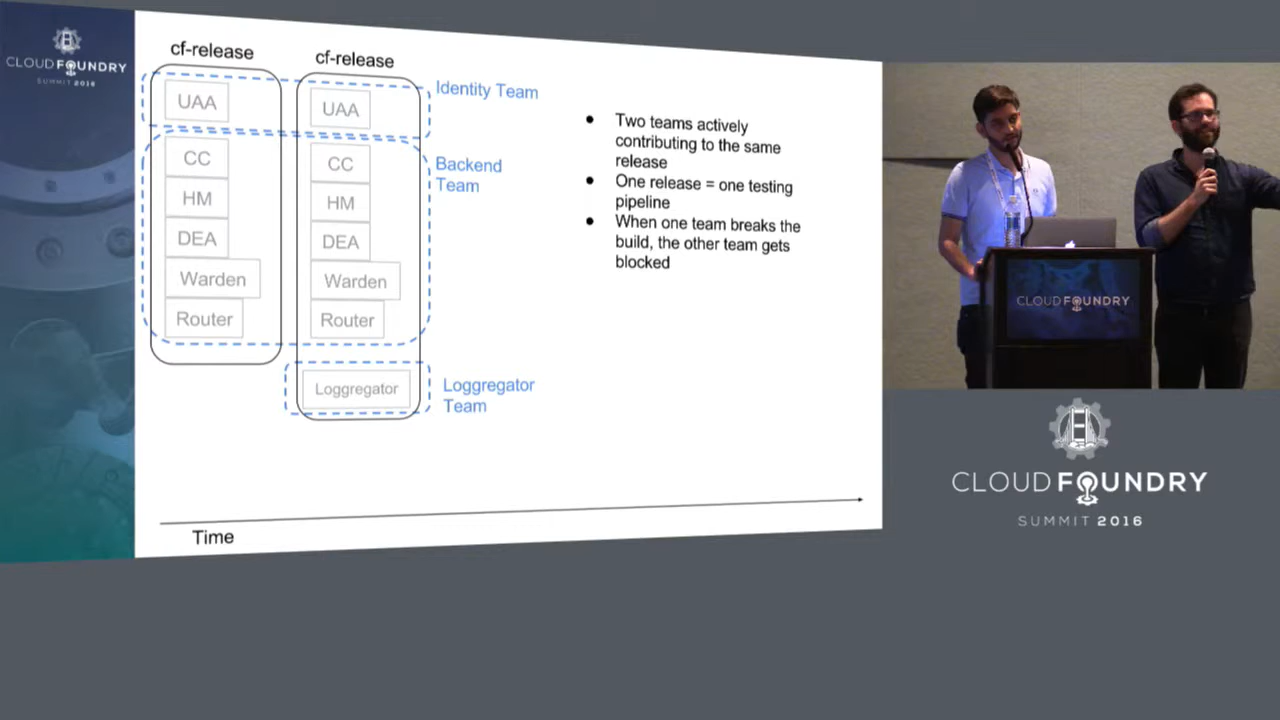 CLOUD FOUNDRY
SUMMIT 2016
cf-release
cf-release
UAA
UAA
Identity Team
CC
CC
Backend
Team
HM
HM
DEA
DEA
Warden
Warden
Router
Router
Loggregator
Loggregator
Team
• Two teams actively
contributing to the same
release
• One release = one testing
pipeline
• When one team breaks the
build, the other team gets
blocked
Time
CLOUD FOUNDRY
CLOUD FOUNDRY
SUMMIT 2016